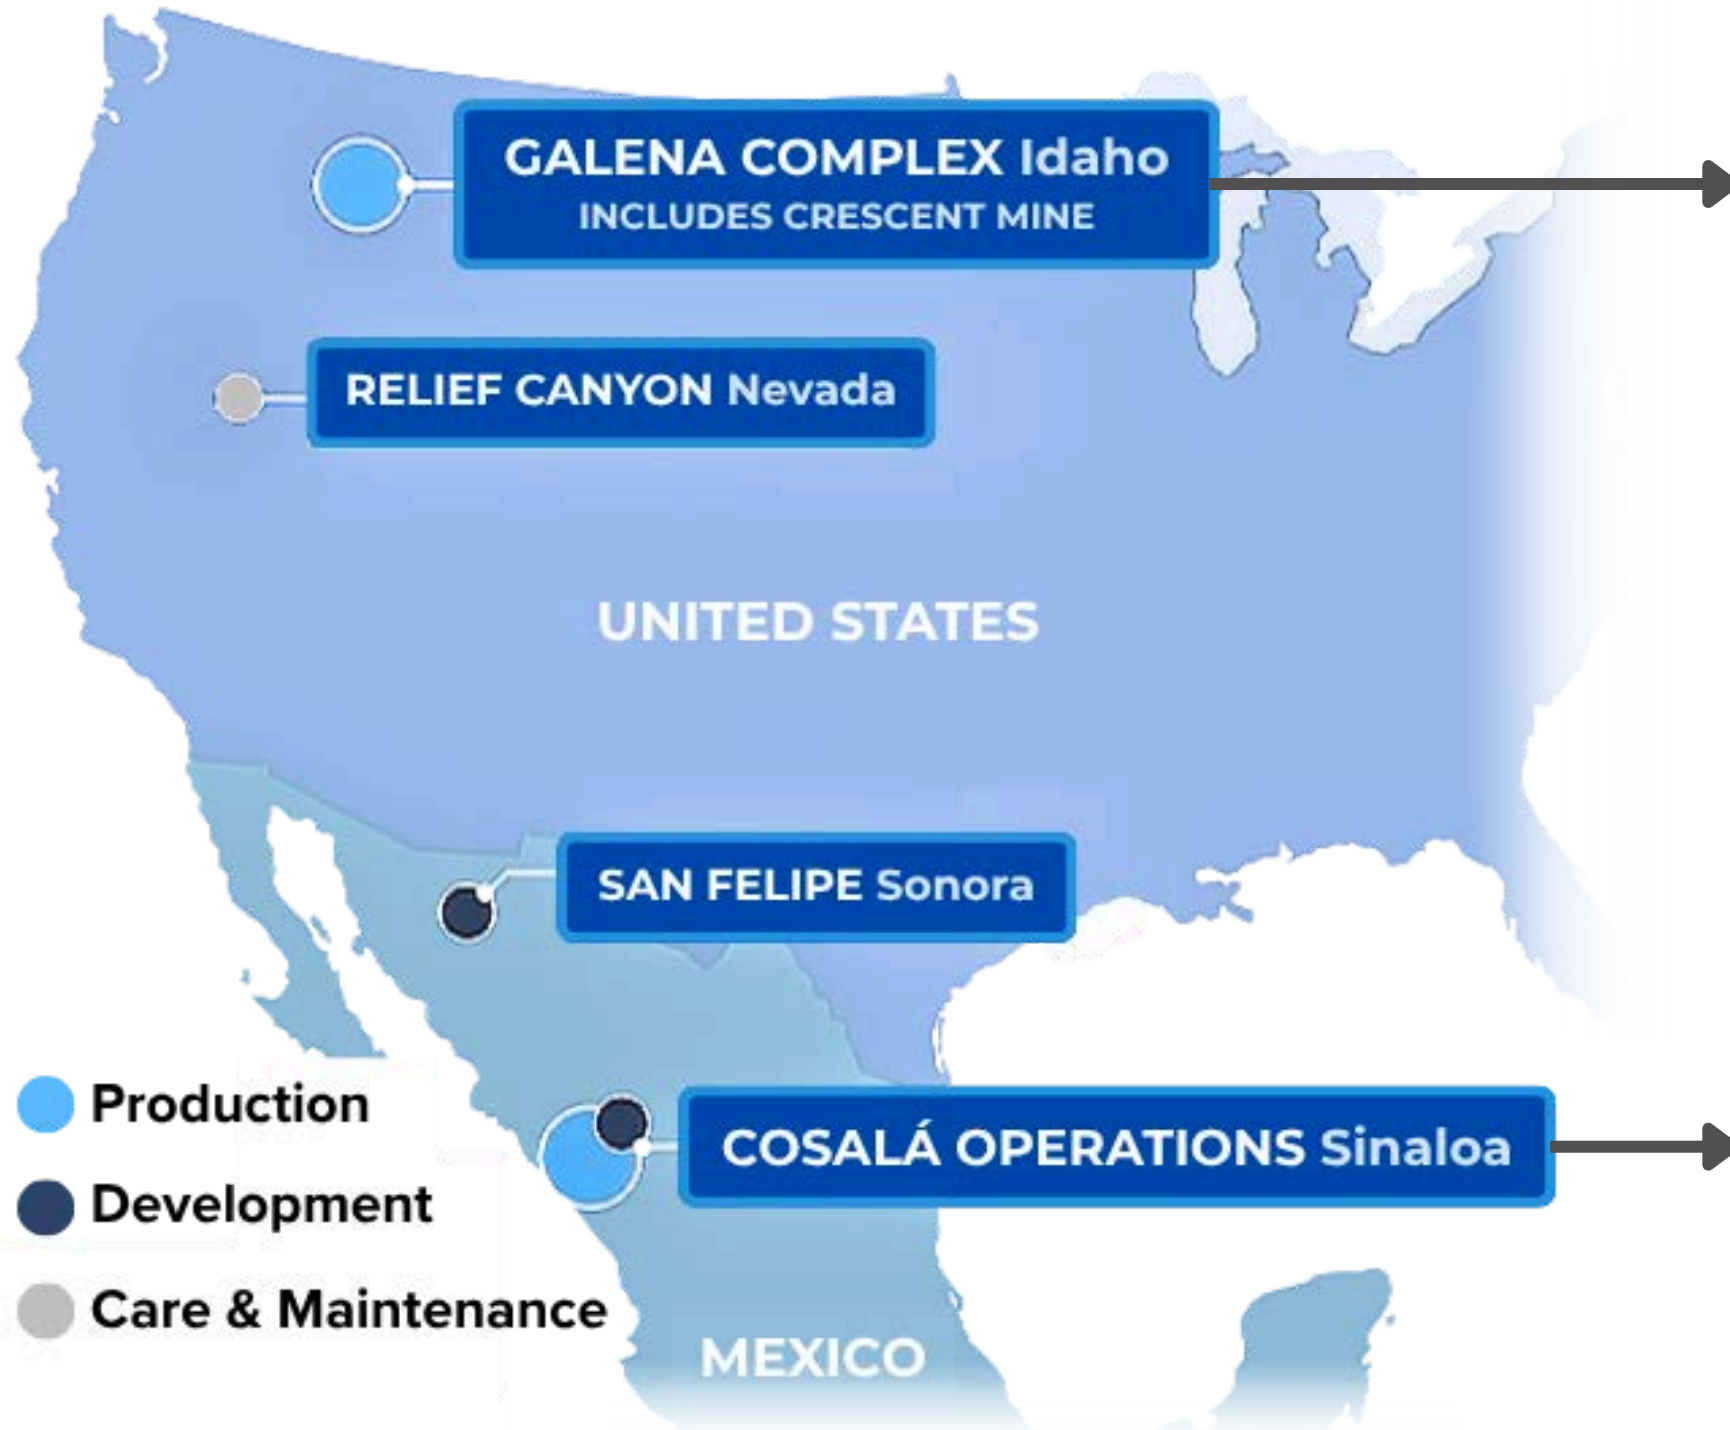 GALENA COMPLEX Idaho
INCLUDES CRESCENT MINE
RELIEF CANYON Nevada
UNITED STATES
SAN FELIPE Sonora
COSALÁ OPERATIONS Sinaloa
MEXICO
Production
Development
Care & Maintenance